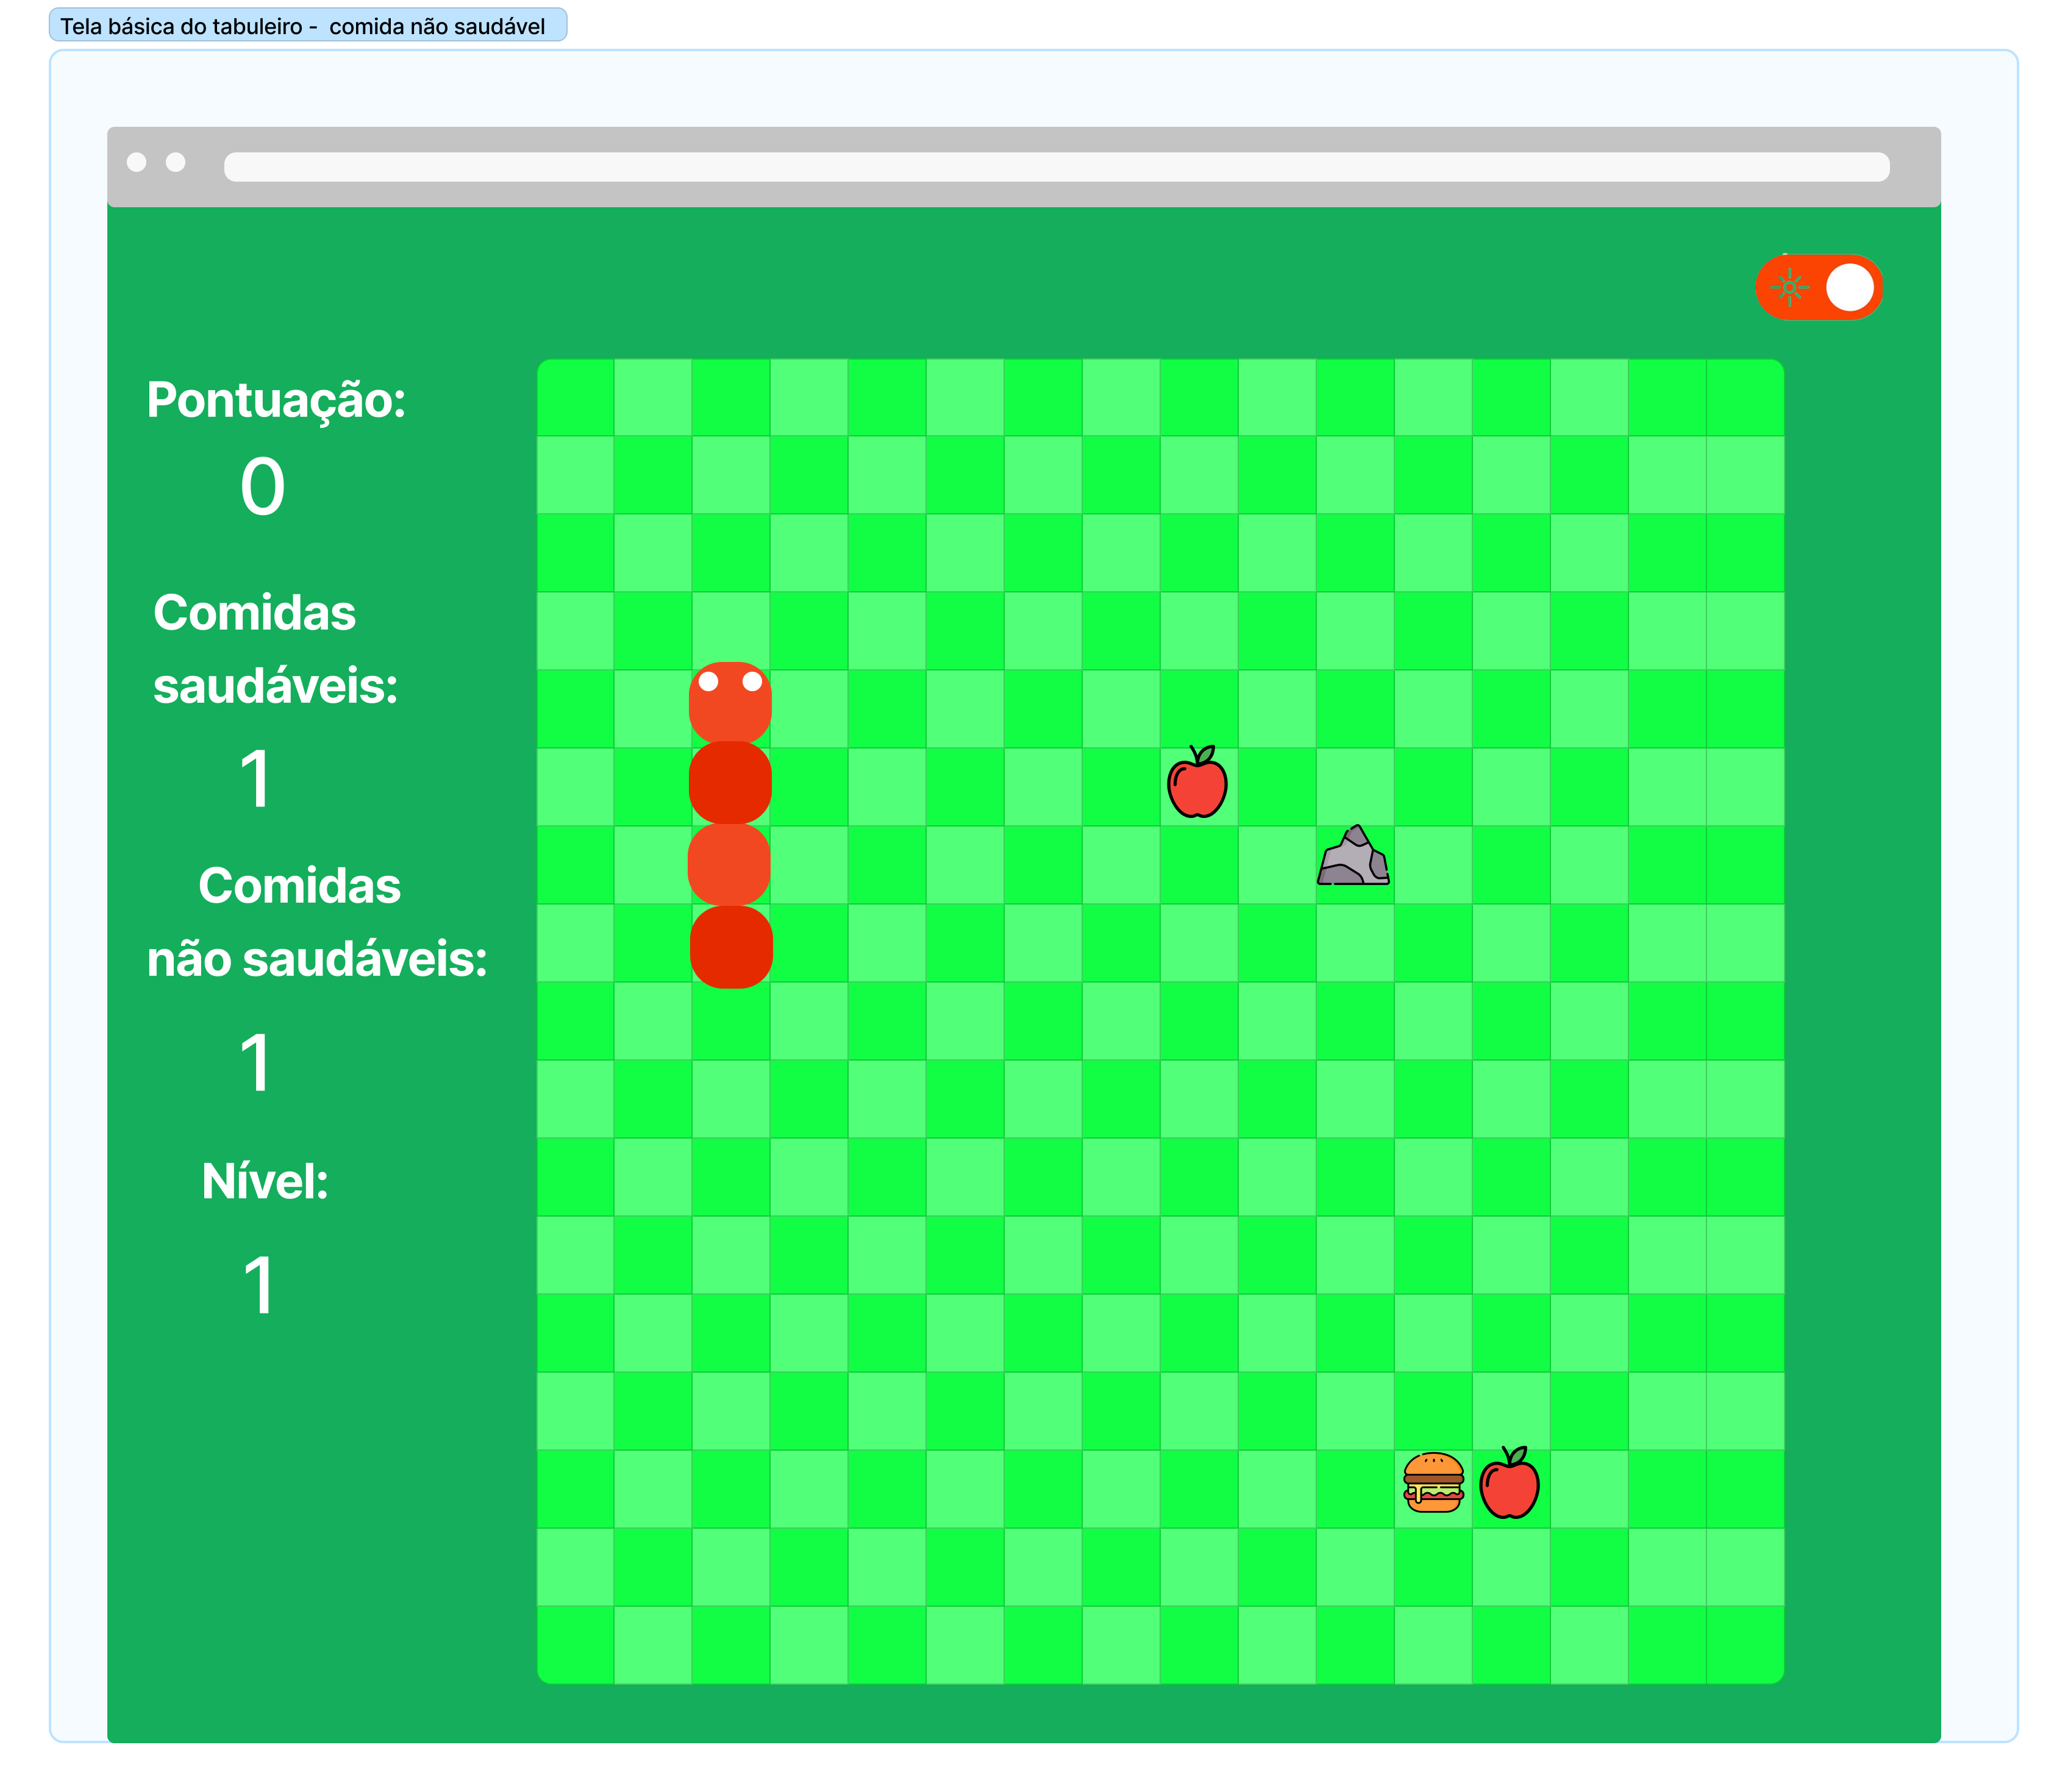 Tela básica do tabuleiro - comida não saudável
Pontuação:
0
Comidas
saudáveis:
1
Comidas
não saudáveis:
1
Nível:
1